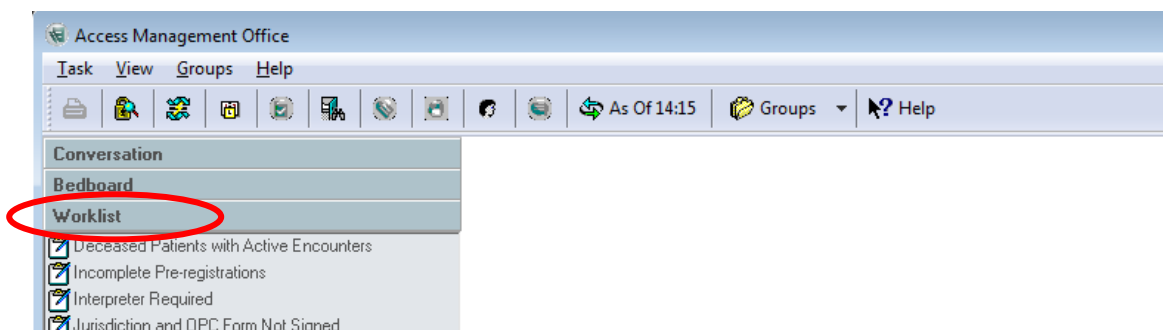 Access Management Office
Task View Groups Help
As Of 14:15 Groups Help
Conversation
Bedboard
Worklist
Deceased Patients with Active Encounters
Incomplete Pre-registrations
Interpreter Required
Jurisdiction and OPC Form Not Signed